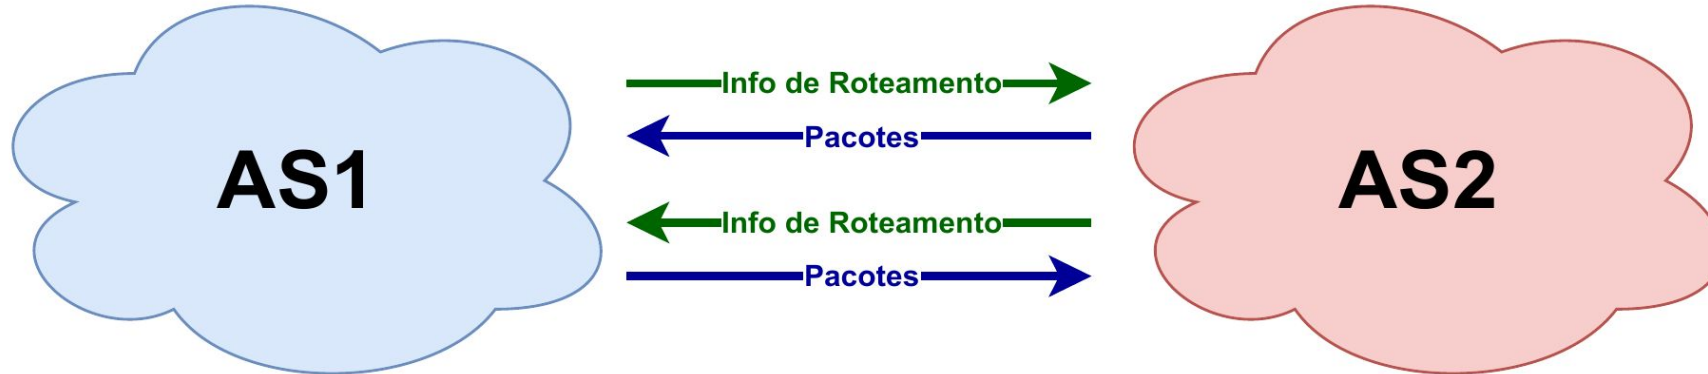 Info de Roteamento
Pacotes
AS1
AS2
Info de Roteamento
Pacotes